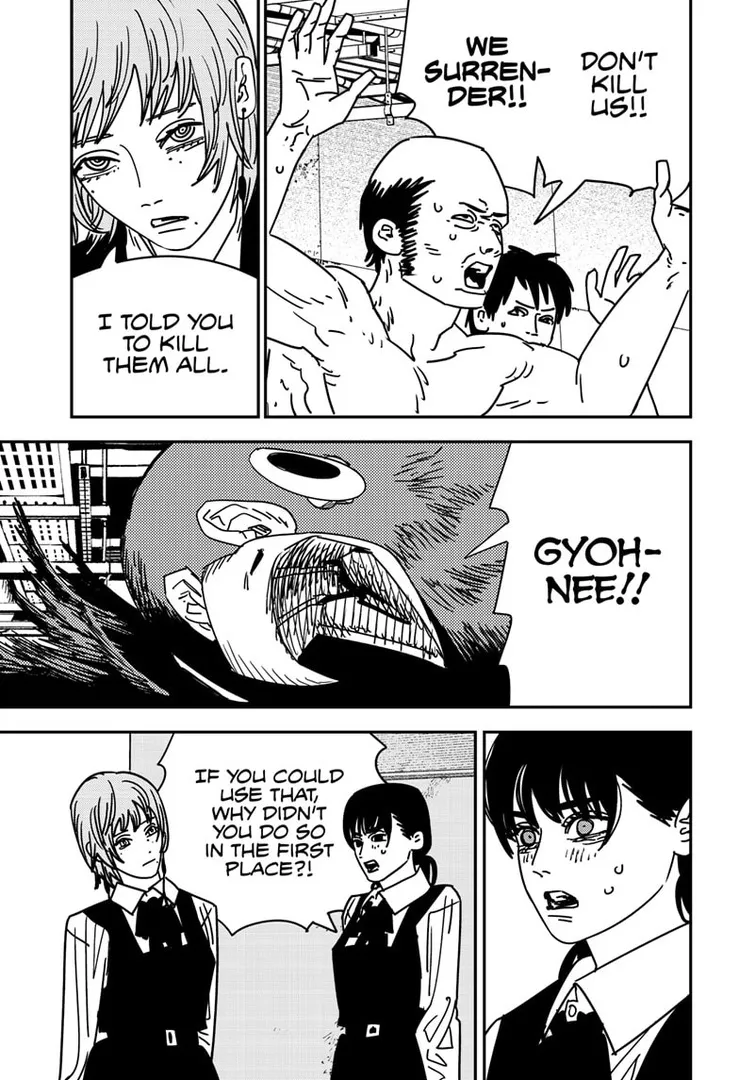 DON'T
KILL
US!!
WE
SURREN-
DER!!
I TOLD YOU
TO KILL
THEM ALL.
GYOH-
NEE!!
IF YOU COULD
USE THAT,
WHY DIDN'T
YOU DO SO
IN THE FIRST
PLACE?!